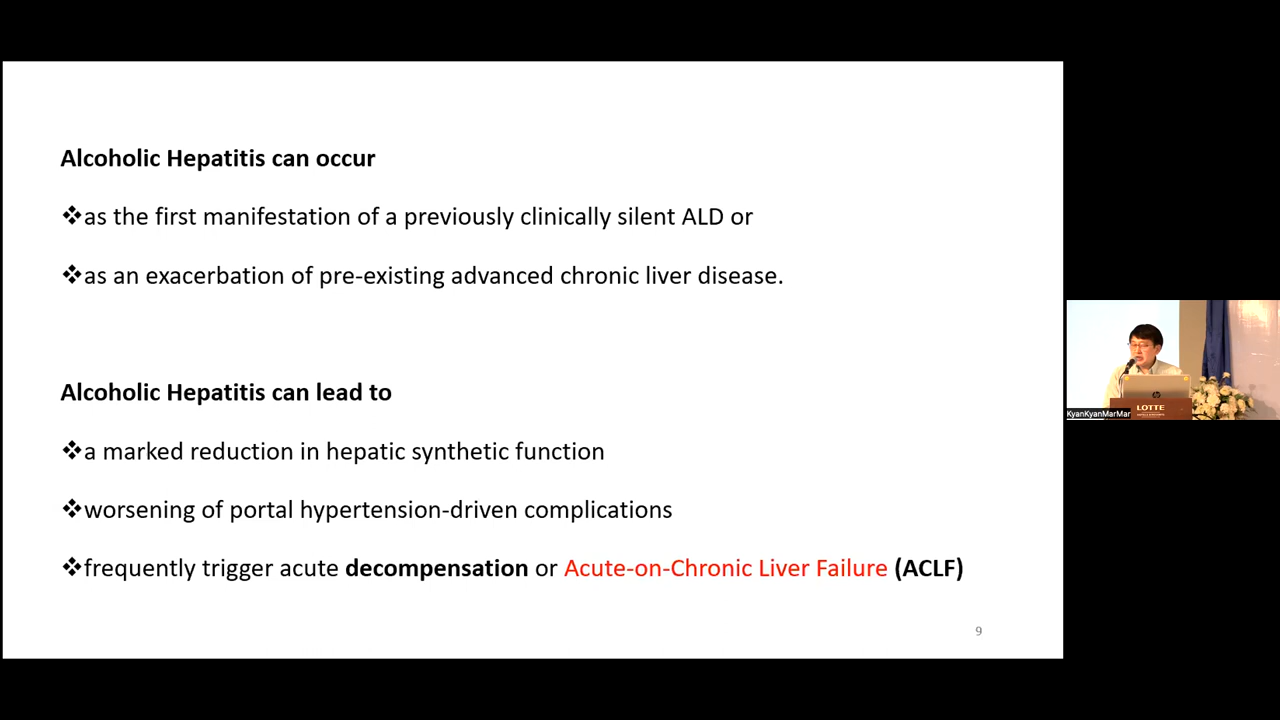 Alcoholic Hepatitis can occur
❖as the first manifestation of a previously clinically silent ALD or
❖as an exacerbation of pre-existing advanced chronic liver disease.
Alcoholic Hepatitis can lead to
❖a marked reduction in hepatic synthetic function
❖worsening of portal hypertension-driven complications
❖frequently trigger acute decompensation or Acute-on-Chronic Liver Failure (ACLF)
9
KyanKyanMarMar
hp
LOTTE